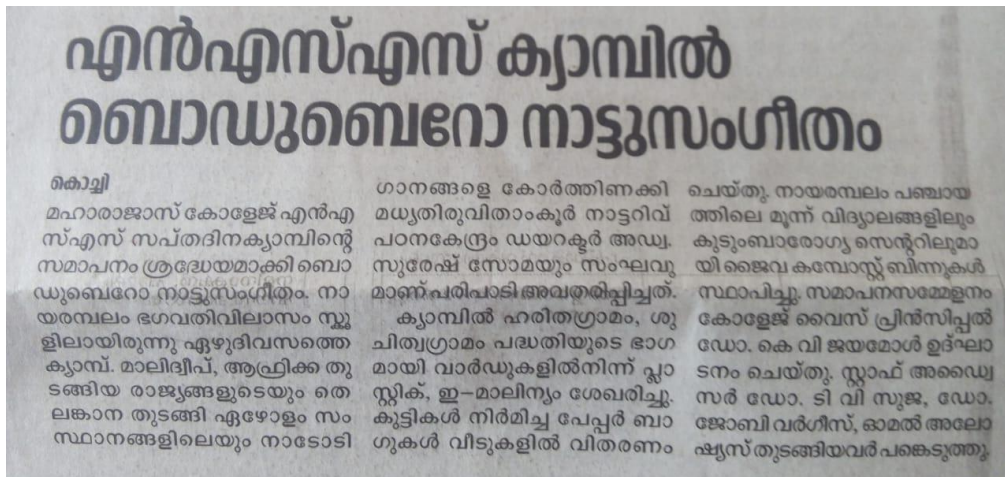 എൻഎസ്എസ് ക്യാമ്പിൽ
ബൊഡുബെറോ നാട്ടുസംഗീതം
കൊച്ചി
മഹാരാജാസ് കോളേജ് എൻഎ
സ്എസ് സപ്തദിനക്യാമ്പിന്റെ
സമാപനം ശ്രദ്ധേയമാക്കി ബൊ
ഡുബെറോ നാട്ടുസംഗീതം. നാ
യരമ്പലം ഭഗവതിവിലാസം സ്കൂ
ളിലായിരുന്നു ഏഴുദിവസത്തെ
ക്യാമ്പ്. മാലിദ്വീപ്, ആഫ്രിക്ക തു
ടങ്ങിയ രാജ്യങ്ങളുടെയും തെ
ലങ്കാന തുടങ്ങി ഏഴോളം സം
സ്ഥാനങ്ങളിലെയും നാടോടി
ഗാനങ്ങളെ കോർത്തിണക്കി
മധ്യതിരുവിതാംകൂർ നാട്ടറിവ്
പഠനകേന്ദ്രം ഡയറക്ടർ അഡ്വ.
സുരേഷ് സോമയും സംഘവു
മാണ് പരിപാടി അവതരിപ്പിച്ചത്.
ക്യാമ്പിൽ ഹരിതഗ്രാമം, ശു
ചിത്വഗ്രാമം പദ്ധതിയുടെ ഭാഗ
മായി വാർഡുകളിൽനിന്ന് പ്ലാ
സ്റ്റിക്, ഇ–മാലിന്യം ശേഖരിച്ചു.
കുട്ടികൾ നിർമിച്ച പേപ്പർ ബാ
ഗുകൾ വീടുകളിൽ വിതരണം
ചെയ്തു. നായരമ്പലം പഞ്ചായ
ത്തിലെ മൂന്ന് വിദ്യാലങ്ങളിലും
കുടുംബാരോഗ്യ സെന്ററിലുമാ
യി ജൈവ കമ്പോസ്റ്റ് ബിന്നുകൾ
സ്ഥാപിച്ചു. സമാപനസമ്മേളനം
കോളേജ് വൈസ് പ്രിൻസിപ്പൽ
ഡോ. കെ വി ജയമോൾ ഉദ്ഘാ
ടനം ചെയ്തു. സ്റ്റാഫ് അഡ്വൈ
സർ ഡോ. ടി വി സുജ, ഡോ.
ജോബി വർഗീസ്, ഓമൽ അലോ
ഷ്യസ് തുടങ്ങിയവർ പങ്കെടുത്തു.